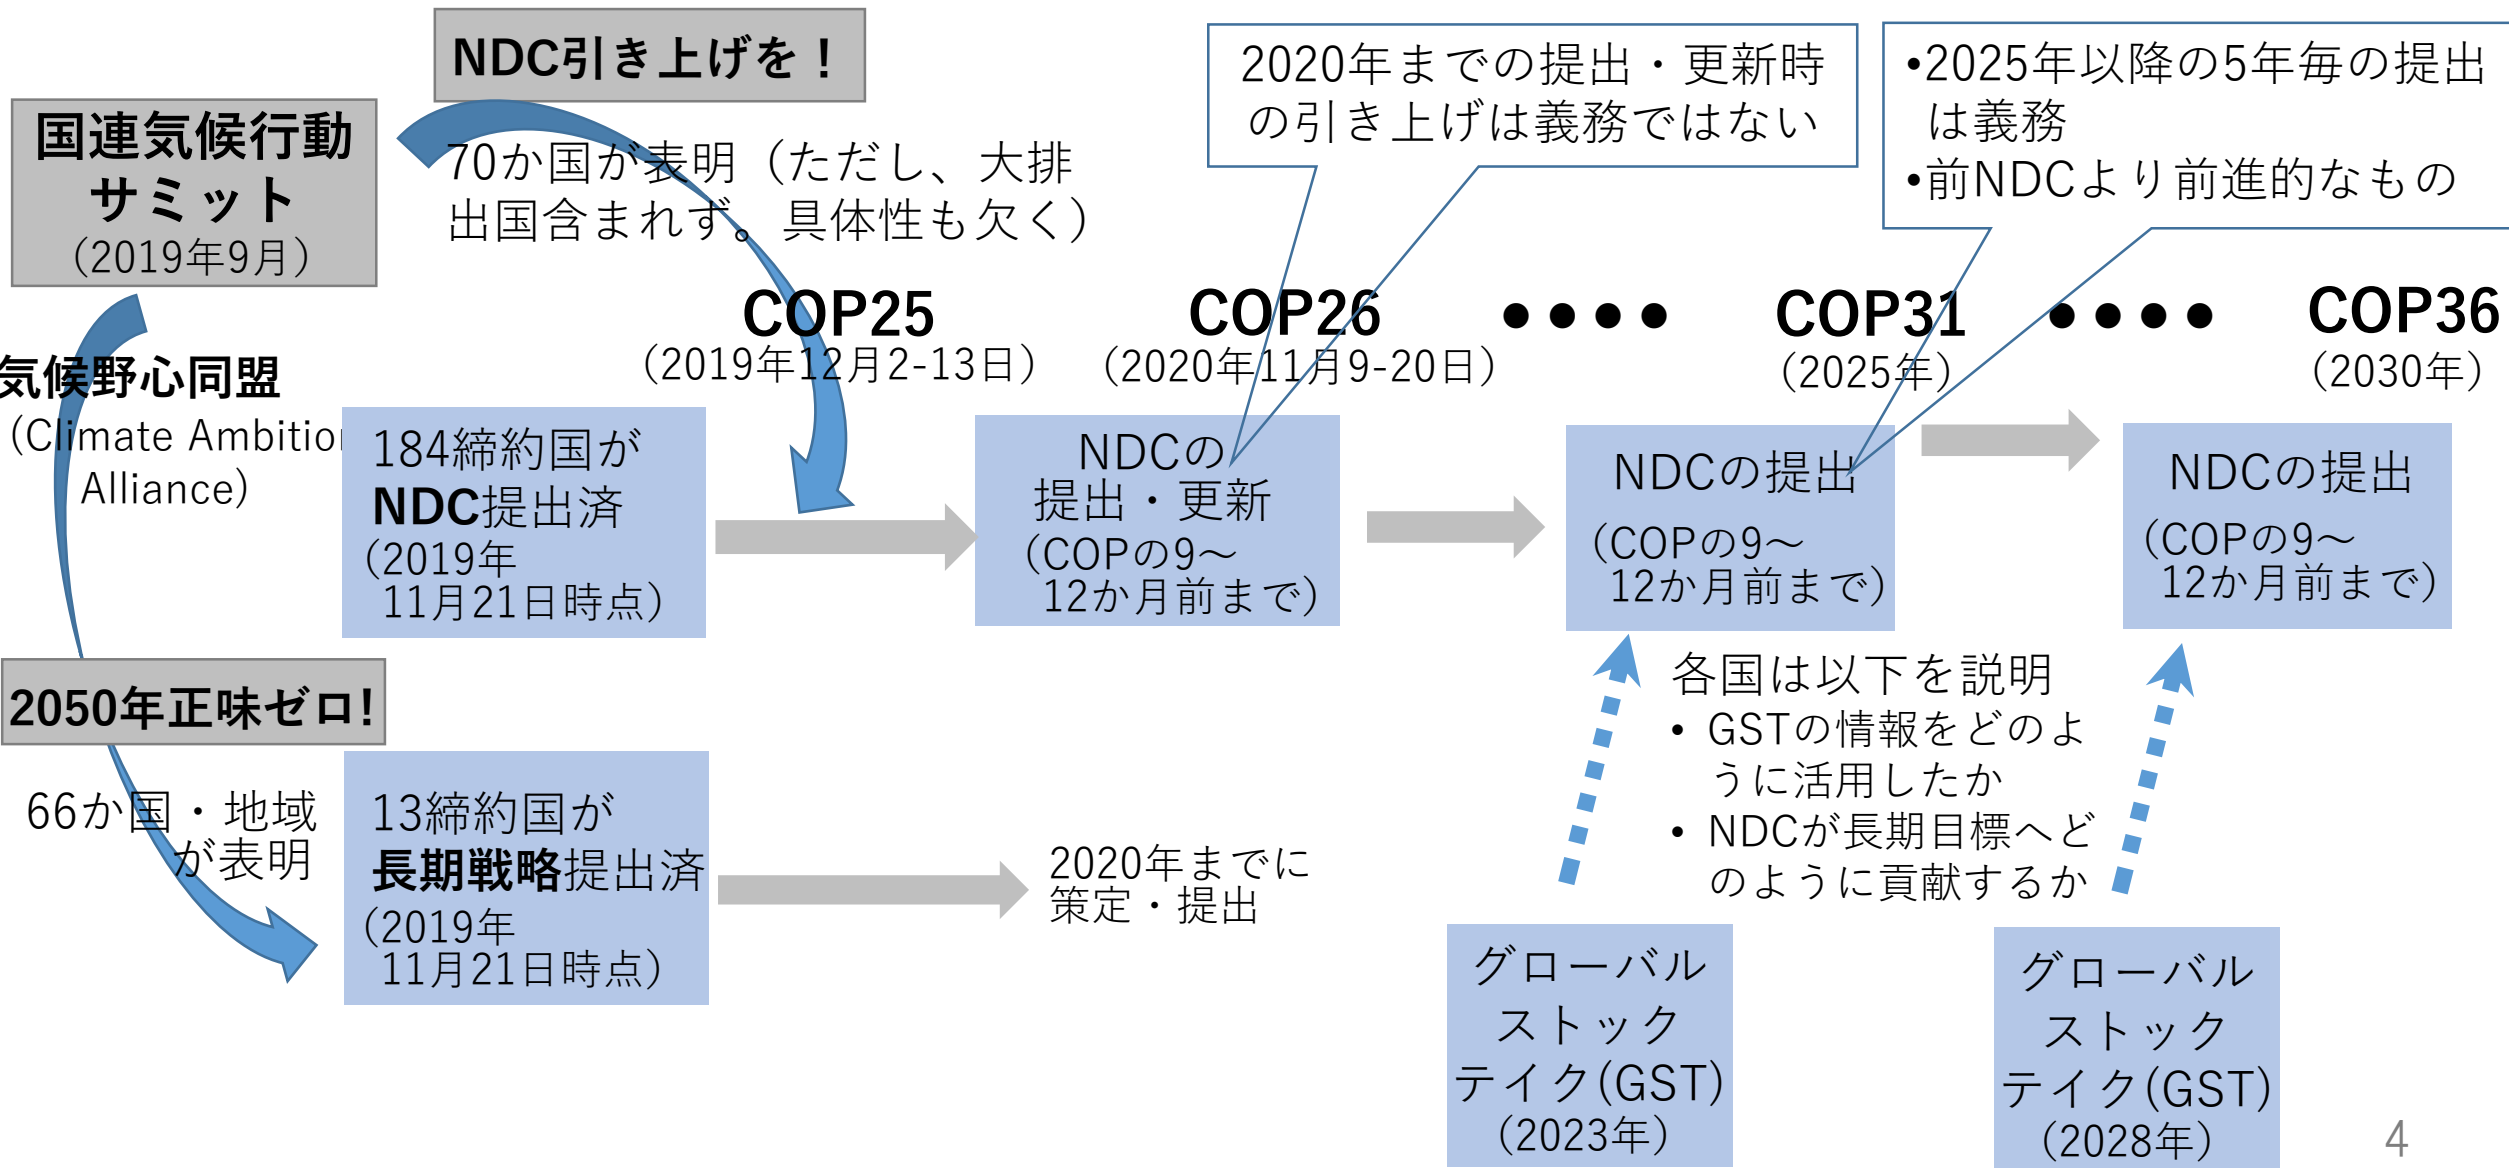 NDC引き上げを！
国連気候行動
サミット
（2019年9月）
70か国が表明（ただし、大排
出国含まれず。具体性も欠く）
2020年までの提出・更新時
の引き上げは義務ではない
•2025年以降の5年毎の提出
は義務
•前NDCより前進的なもの
COP25
（2019年12月2-13日）
COP26
（2020年11月9-20日）
●●●●
COP31
（2025年）
●●●●
COP36
（2030年）
気候野心同盟
（Climate Ambition
Alliance）
184締約国が
NDC提出済
（2019年
11月21日時点）
NDCの
提出・更新
（COPの9～
12か月前まで）
NDCの提出
（COPの9～
12か月前まで）
NDCの提出
（COPの9～
12か月前まで）
2050年正味ゼロ!
66か国・地域
が表明
13締約国が
長期戦略提出済
（2019年
11月21日時点）
2020年までに
策定・提出
各国は以下を説明
• GSTの情報をどのよ
うに活用したか
• NDCが長期目標へど
のように貢献するか
グローバル
ストック
テイク(GST)
（2023年）
グローバル
ストック
テイク(GST)
（2028年）
4